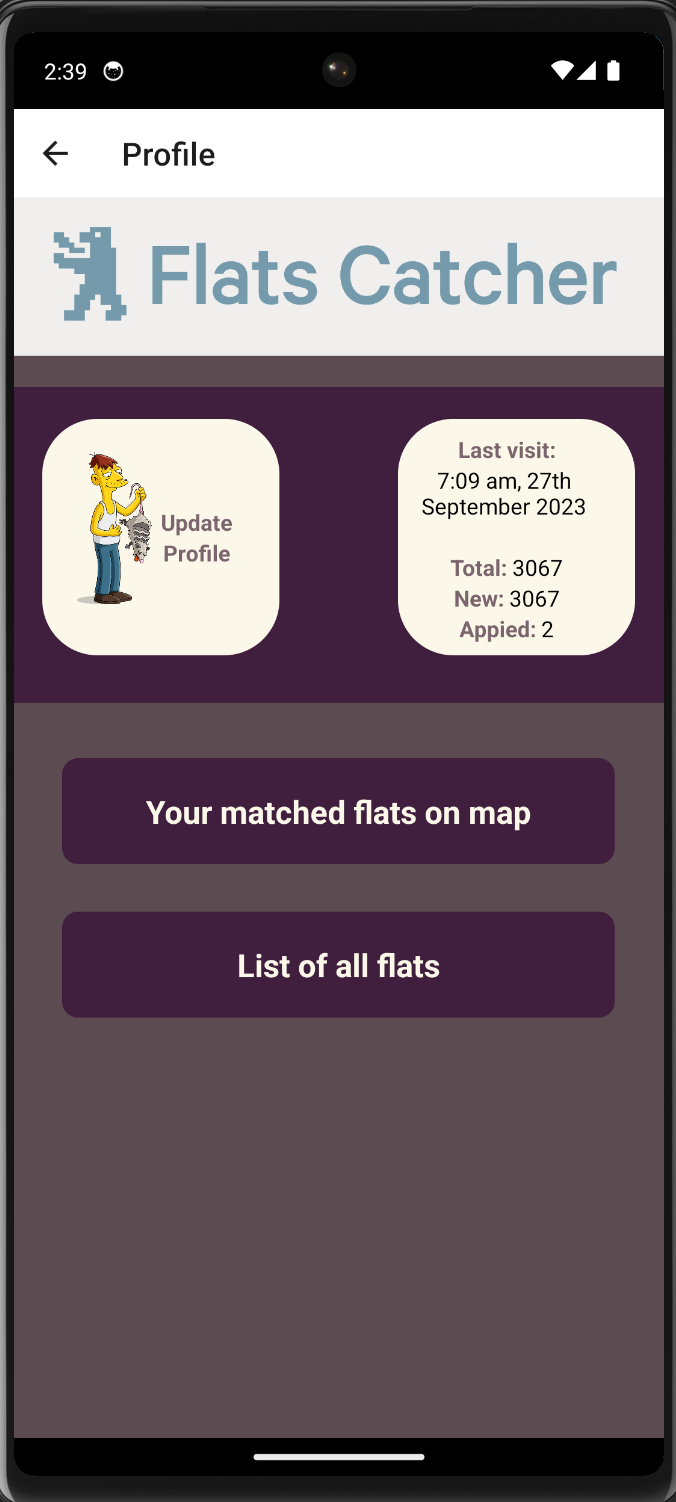 2:39
Profile
Flats Catcher
Update
Profile
Last visit:
7:09 am, 27th
September 2023
Total: 3067
New: 3067
Appied: 2
Your matched flats on map
List of all flats